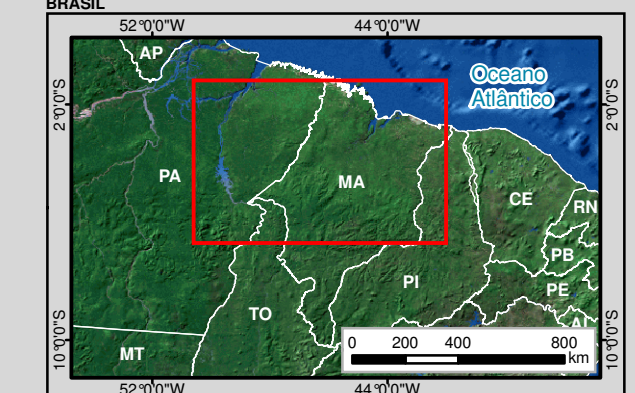 BRASIL
52°0'0"W 44°0'0"W
AP
Oceano
Atlântico
2°0'0"S 2°0'0"S
PA
MA
CE
RN
PB
PI
PE
TO
AL
0 200 400 800
km
MT
10°0'0"S 10°0'0"S
52°0'0"W 44°0'0"W